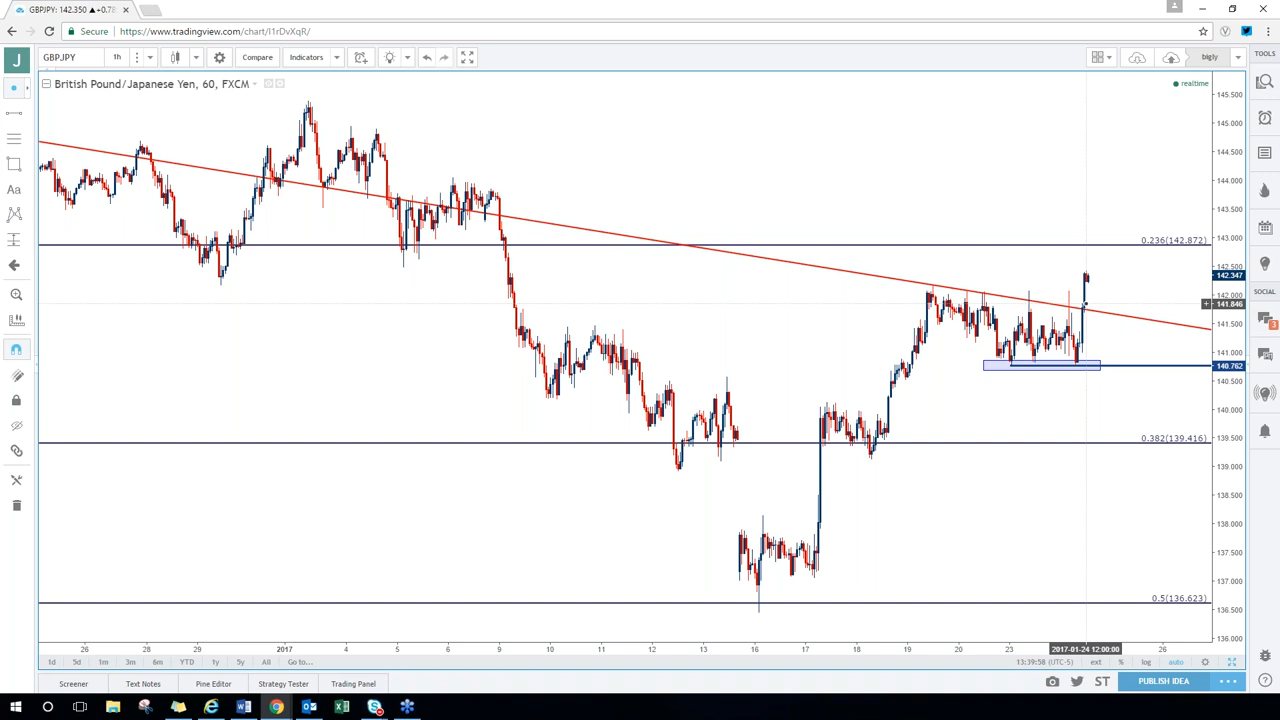 GBPJPY: 142.350 ▲+0.78
Secure
https://www.tradingview.com/chart/I1rDvXqR/
J
GBPJPY
1h
Compare
Indicators
bigly
TOOLS
British Pound/Japanese Yen, 60, FXCM
realtime
145.500
145.000
144.500
144.000
143.500
143.000
142.500
142.347
142.000
141.846
141.500
141.000
140.762
140.500
140.000
139.500
139.000
138.500
138.000
137.500
137.000
136.500
136.000
0.236(142.872)
0.382(139.416)
0.5(136.623)
Aa
SOCIAL
3
26
28
29
2017
4
5
6
9
10
11
12
13
16
17
18
19
20
23
2017-01-24 12:00:00
26
1d
5d
1m
3m
6m
YTD
1y
5y
All
Go to...
13:39:58 (UTC-5)
ext
%
log
auto
Screener
Text Notes
Pine Editor
Strategy Tester
Trading Panel
ST
PUBLISH IDEA